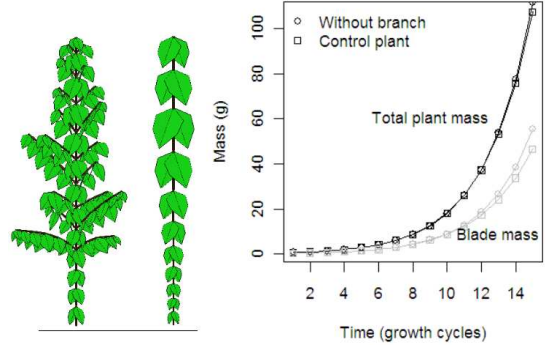 Without branch
Control plant
Total plant mass
Blade mass
Mass (g)
0
20
40
60
80
100
2 4 6 8 10 12 14
Time (growth cycles)